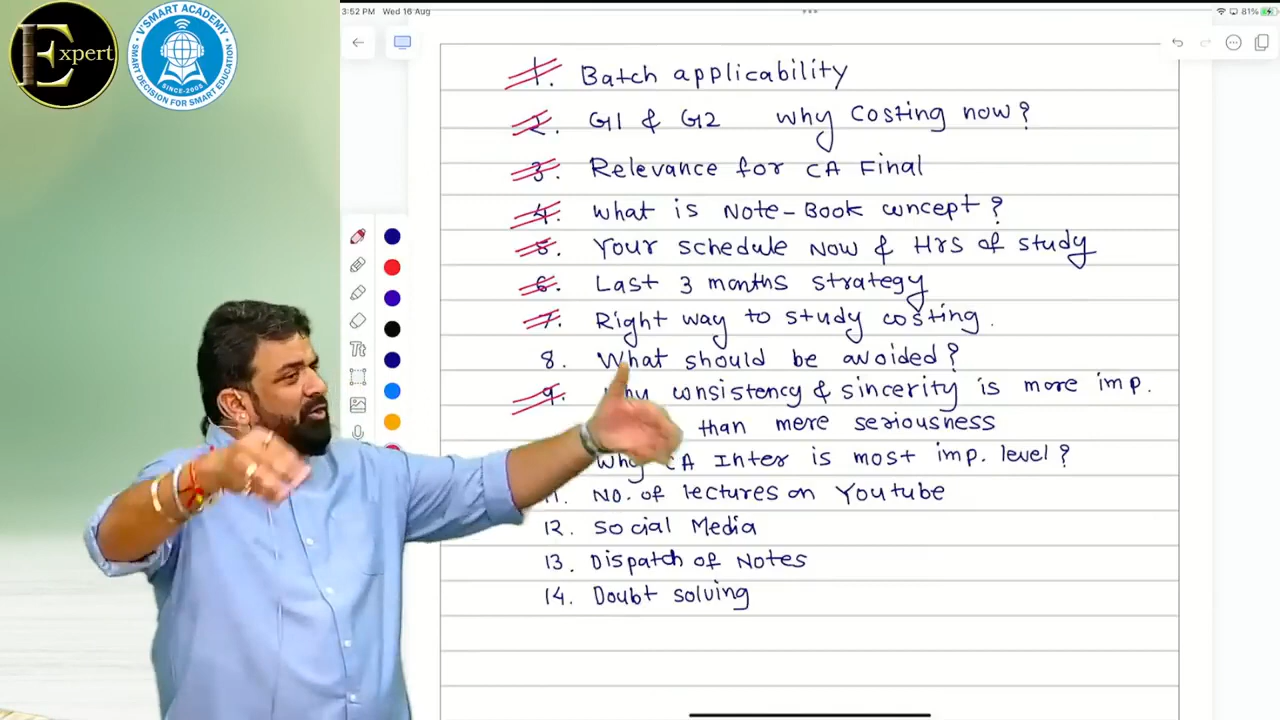 3:52 PM Wed 16 Aug
81%
Expert
V'SMART ACADEMY
SINCE-2005
SMART DECISION FOR SMART EDUCATION
1. Batch applicability
2. G1 & G2 why costing now?
3. Relevance for CA Final
4. What is Note-Book concept?
5. Your schedule Now & Hrs of study
6. Last 3 months strategy
7. Right way to study costing.
8. What should be avoided?
9. Why consistency & sincerity is more imp.
than mere seriousness
Why CA Inter is most imp. level?
11. No. of lectures on Youtube
12. Social Media
13. Dispatch of Notes
14. Doubt solving
Tt